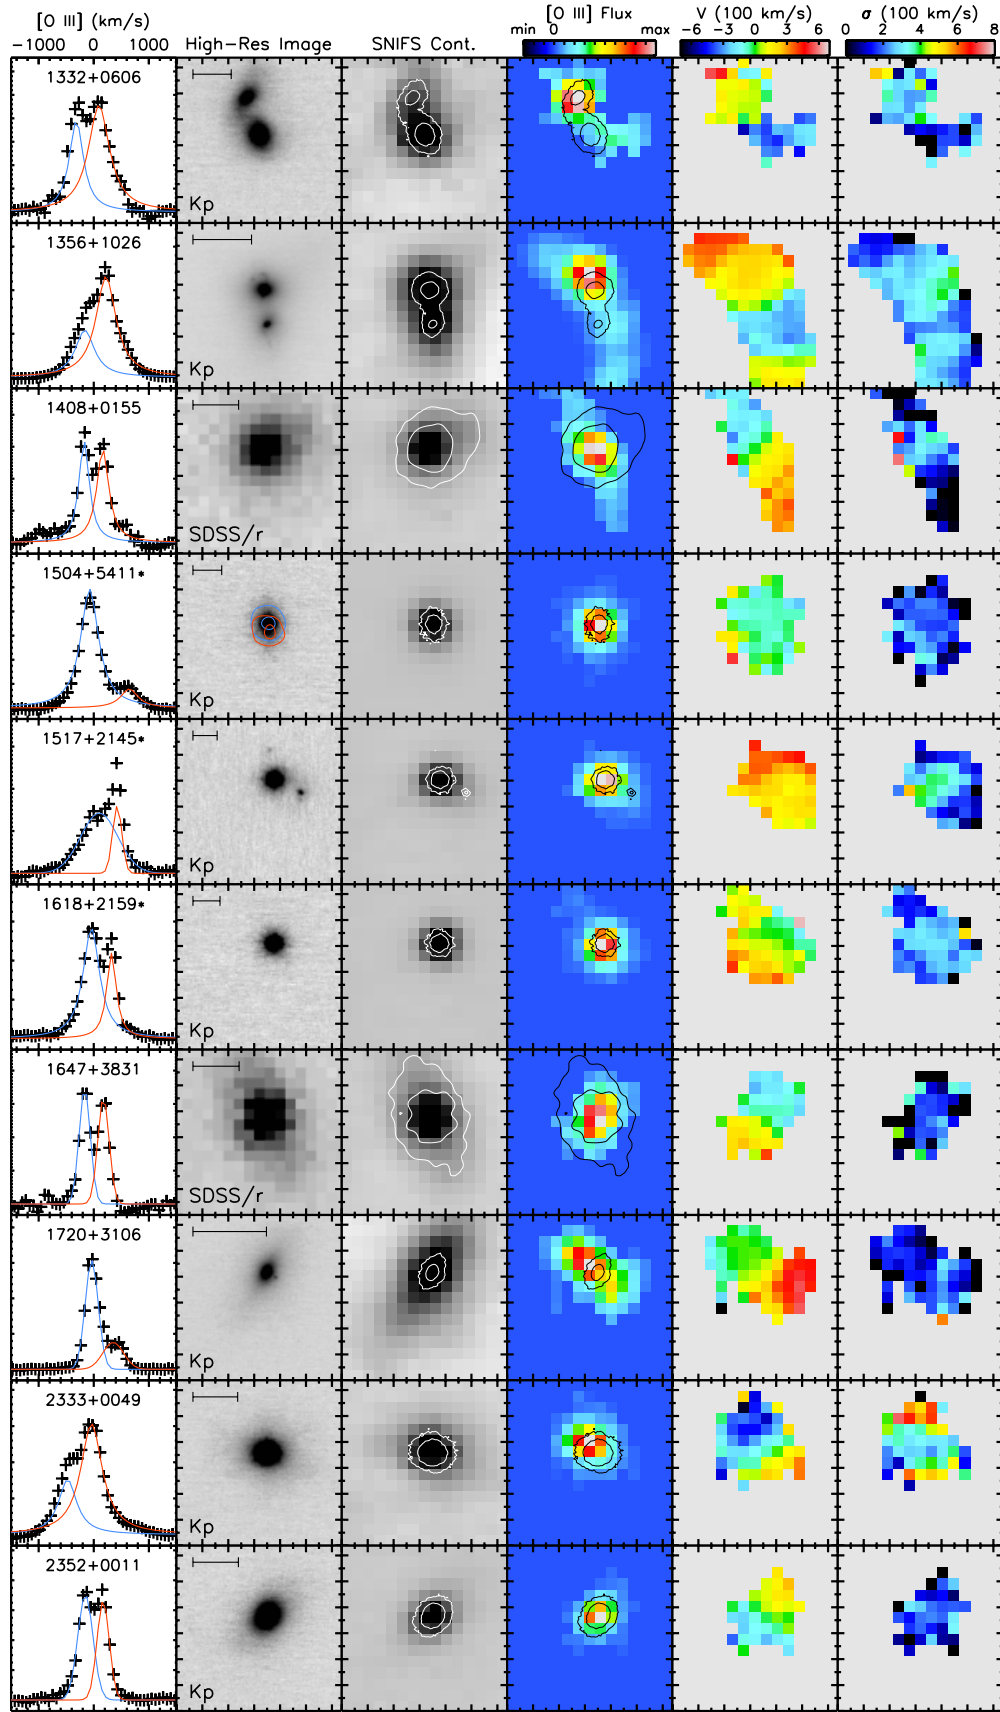 [O III] (km/s)
−1000 0 1000
High-Res Image
SNIFS Cont.
[O III] Flux
min 0 max
V (100 km/s)
−6 −3 0 3 6
σ (100 km/s)
0 2 4 6 8
1332+0606
Kp
1356+1026
Kp
1408+0155
SDSS/r
1504+5411*
Kp
1517+2145*
Kp
1618+2159*
Kp
1647+3831
SDSS/r
1720+3106
Kp
2333+0049
Kp
2352+0011
Kp